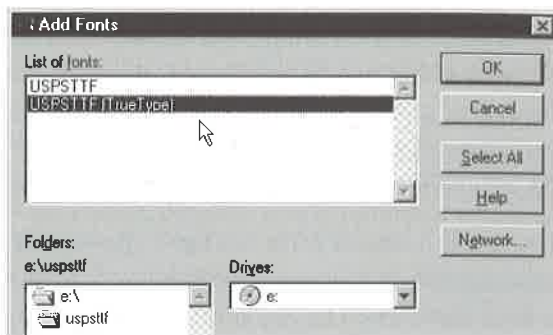 Add Fonts
List of fonts:
USPSTTF
USPSTTF (TrueType)
OK
Cancel
Select All
Help
Network...
Folders:
e:\uspsttf
e:\
uspsttf
Drives:
e: